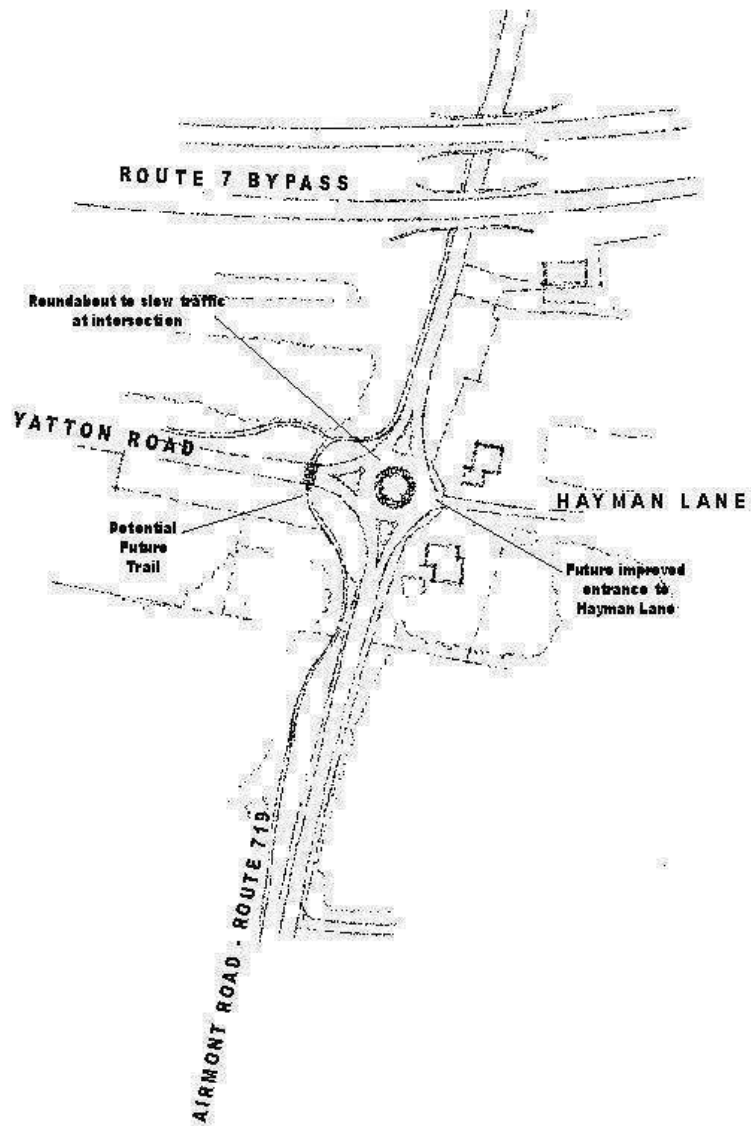 ROUTE 7 BYPASS
Roundabout to slow traffic
at intersection
YATTON ROAD
HAYMAN LANE
Potential
Future
Trail
Future improved
entrance to
Hayman Lane
AIRMONT ROAD - ROUTE 719